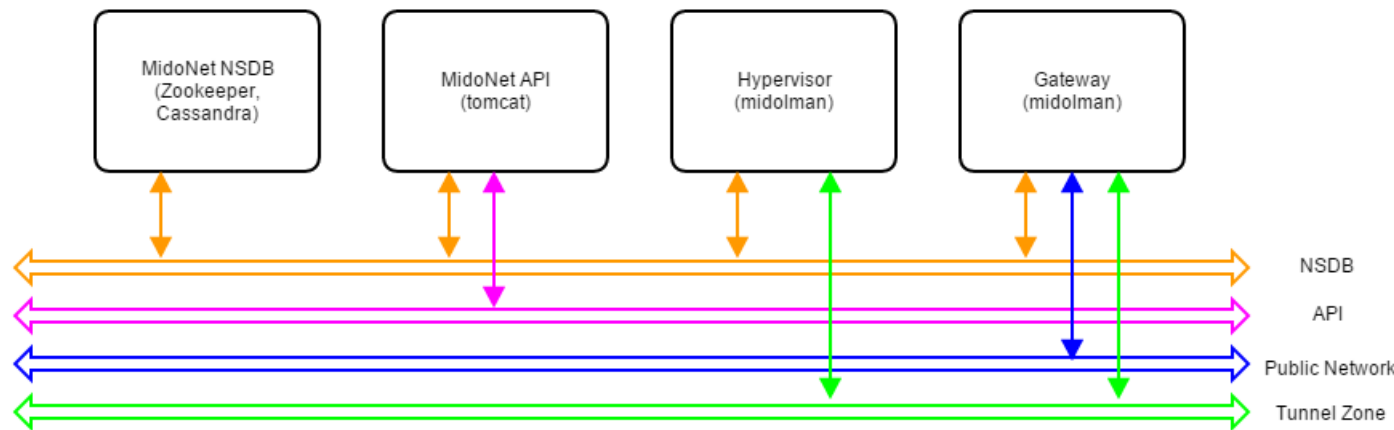 MidoNet NSDB
(Zookeeper,
Cassandra)
MidoNet API
(tomcat)
Hypervisor
(midolman)
Gateway
(midolman)
NSDB
API
Public Network
Tunnel Zone